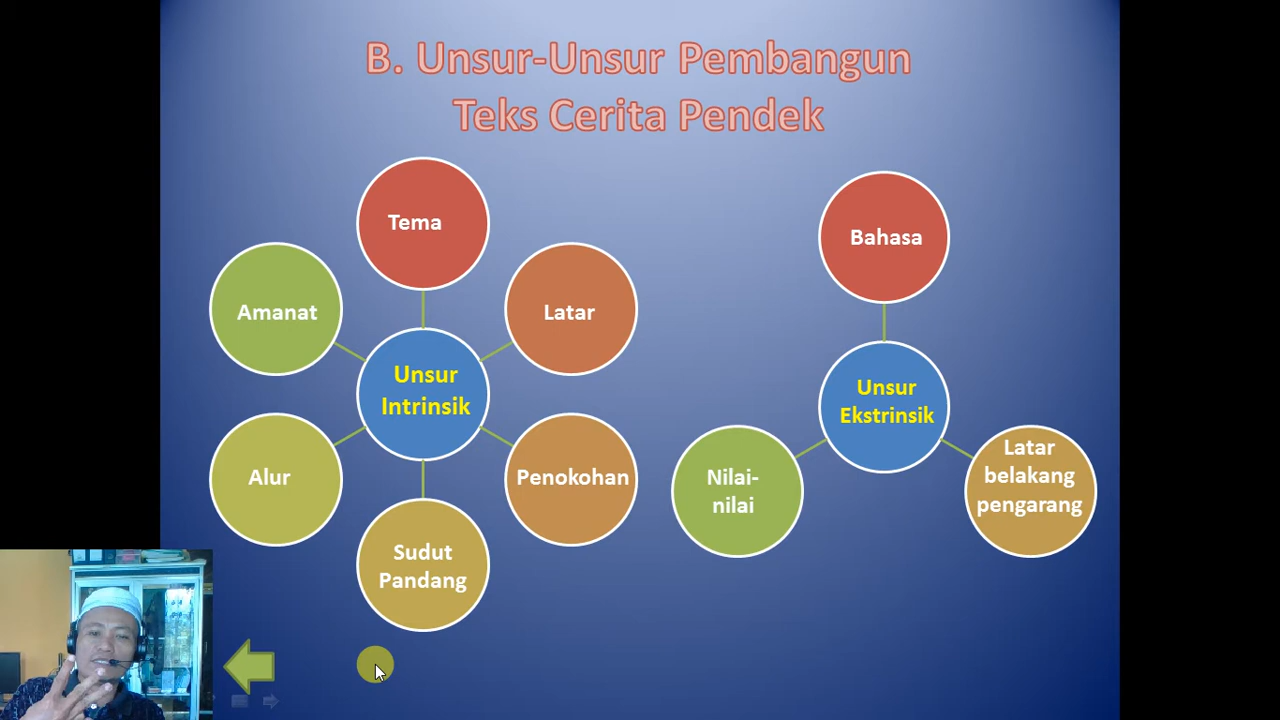 B. Unsur-Unsur Pembangun
Teks Cerita Pendek
Tema
Amanat
Latar
Unsur
Intrinsik
Alur
Penokohan
Sudut
Pandang
Bahasa
Unsur
Ekstrinsik
Nilai-
nilai
Latar
belakang
pengarang